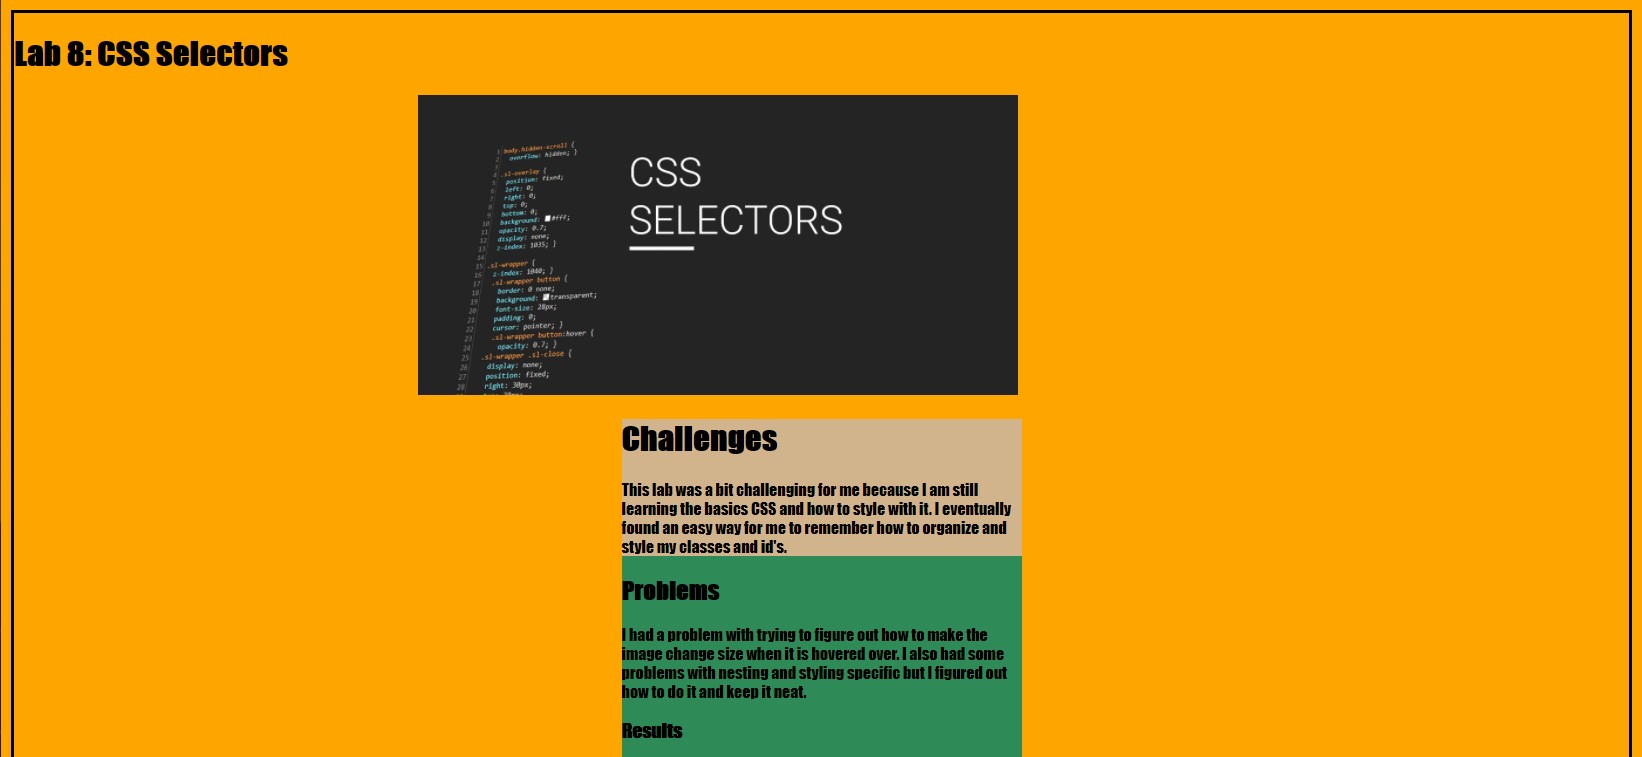 Lab 8: CSS Selectors
1 body.hidden-scroll {
2 overflow: hidden; }
3
4 .sl-overlay {
5 position: fixed;
6 left: 0;
7 right: 0;
8 top: 0;
9 bottom: 0;
10 background: #fff;
11 opacity: 0.7;
12 display: none;
13 z-index: 1035; }
14
15 .sl-wrapper {
16 z-index: 1040; }
17 .sl-wrapper button {
18 border: 0 none;
19 background: transparent;
20 font-size: 28px;
21 padding: 0;
22 cursor: pointer; }
23 .sl-wrapper button:hover {
24 opacity: 0.7; }
25 .sl-wrapper .sl-close {
26 display: none;
27 position: fixed;
28 right: 30px;
CSS
SELECTORS
Challenges
This lab was a bit challenging for me because I am still
learning the basics CSS and how to style with it. I eventually
found an easy way for me to remember how to organize and
style my classes and id's.
Problems
I had a problem with trying to figure out how to make the
image change size when it is hovered over. I also had some
problems with nesting and styling specific but I figured out
how to do it and keep it neat.
Results